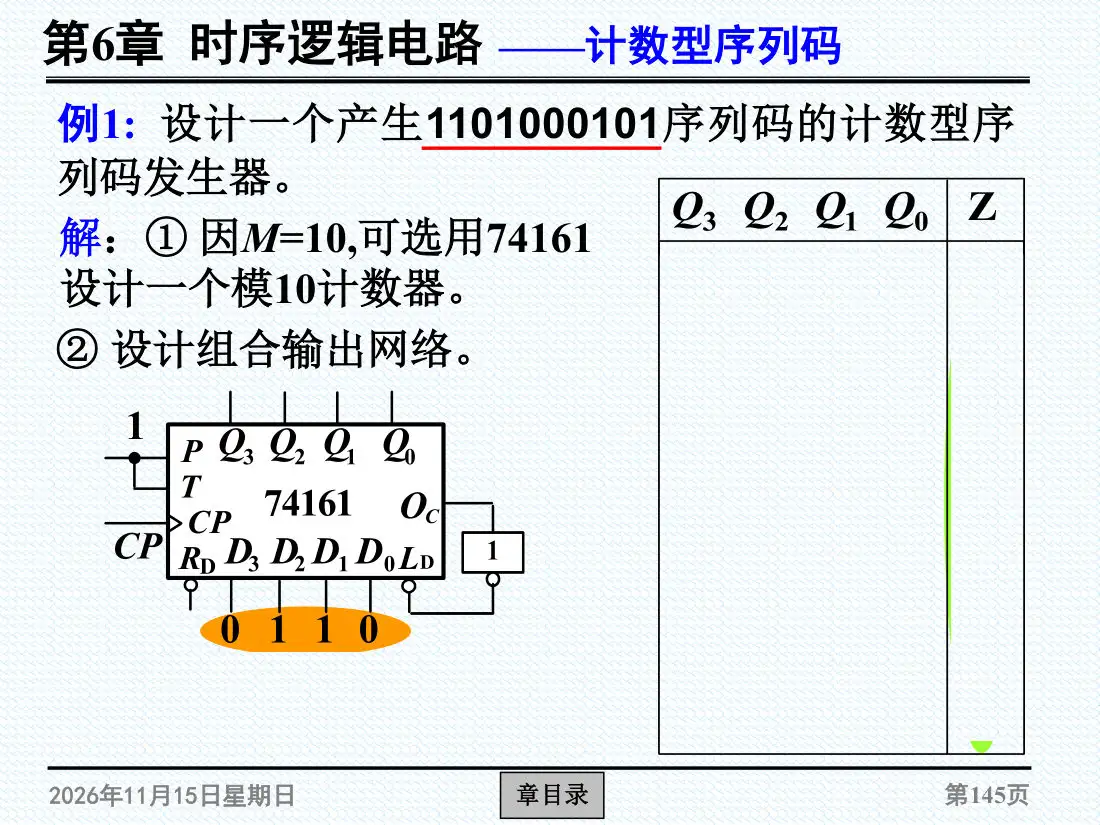 第6章 时序逻辑电路 ——计数型序列码
例1: 设计一个产生1101000101序列码的计数型序
列码发生器。
解：① 因M=10,可选用74161
设计一个模10计数器。
② 设计组合输出网络。
Q3 Q2 Q1 Q0 Z
1
P Q3 Q2 Q1 Q0
T 74161 OC
CP
CP
RD D3 D2 D1 D0 LD
1
0 1 1 0
2026年11月15日星期日
章目录
第145页